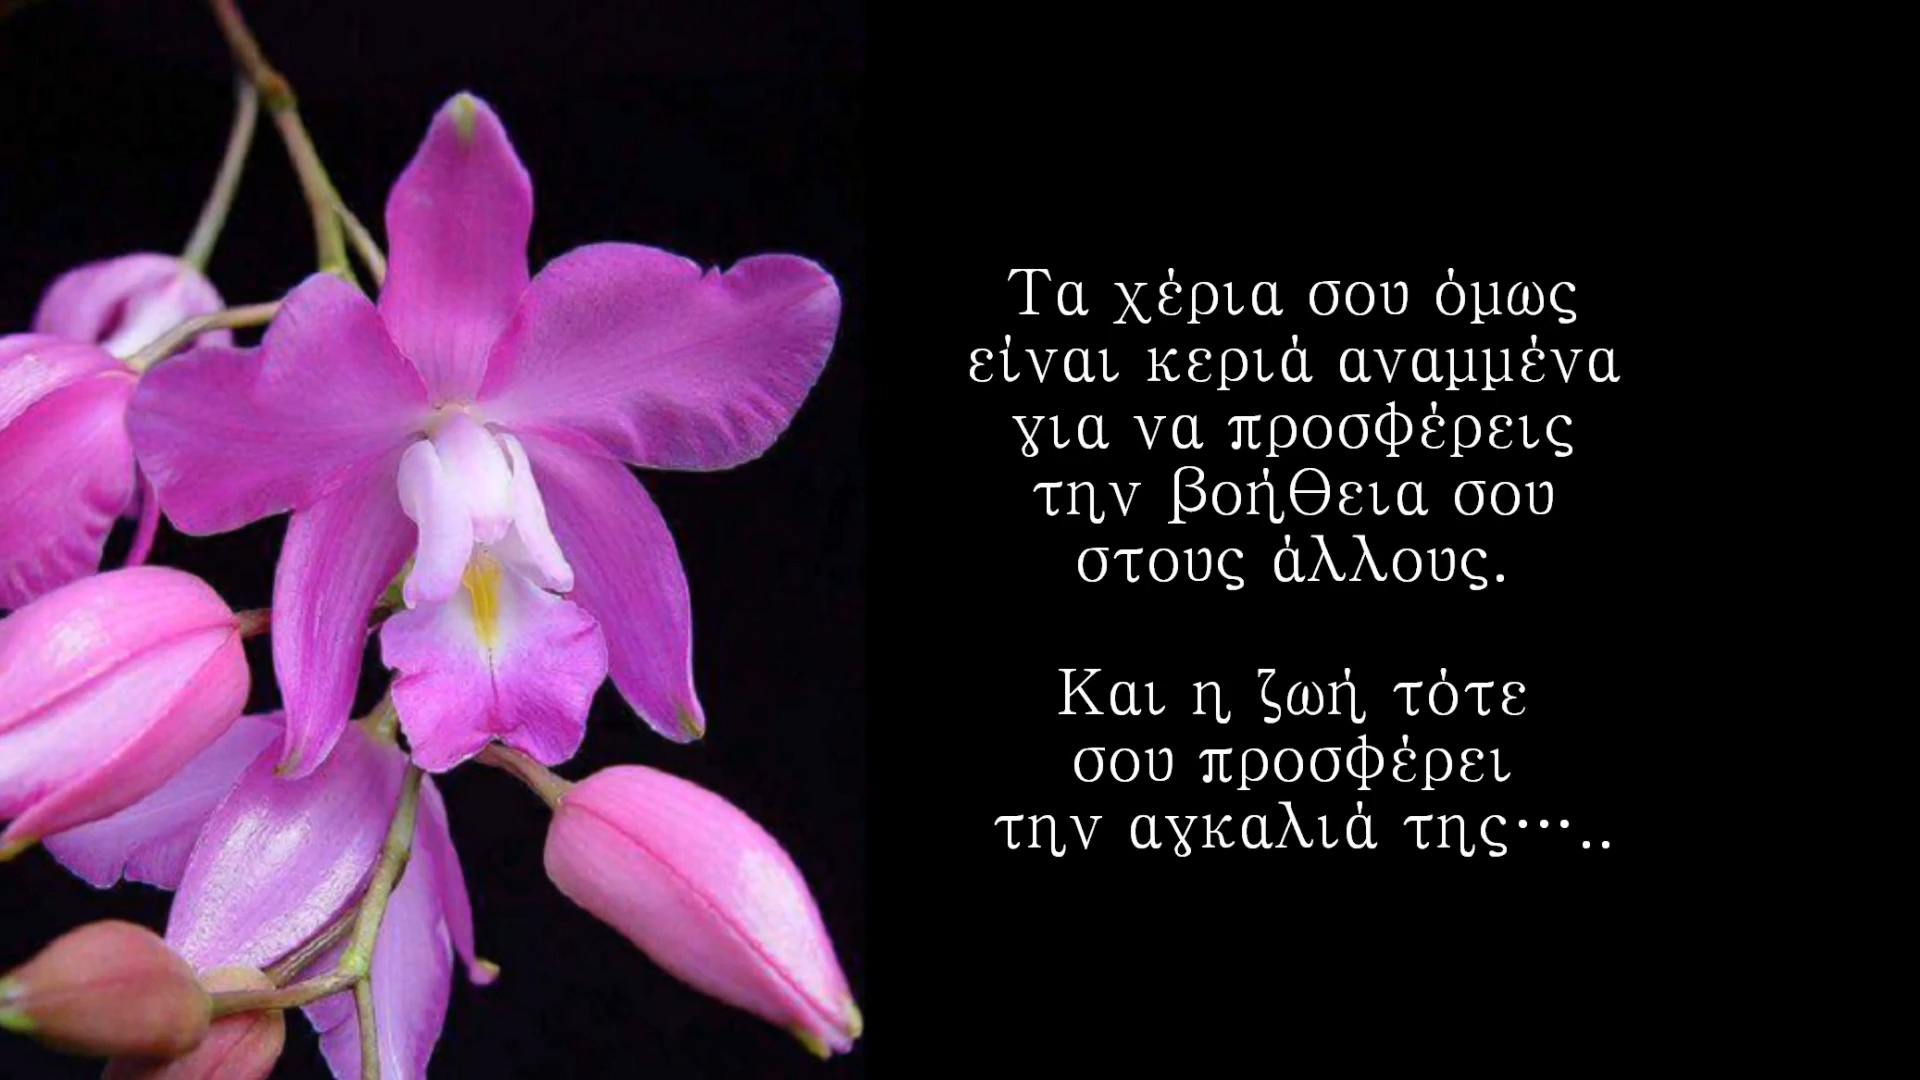 Τα χέρια σου όμως
είναι κεριά αναμμένα
για να προσφέρεις
την βοήθεια σου
στους άλλους.
Και η ζωή τότε
σου προσφέρει
την αγκαλιά της…..